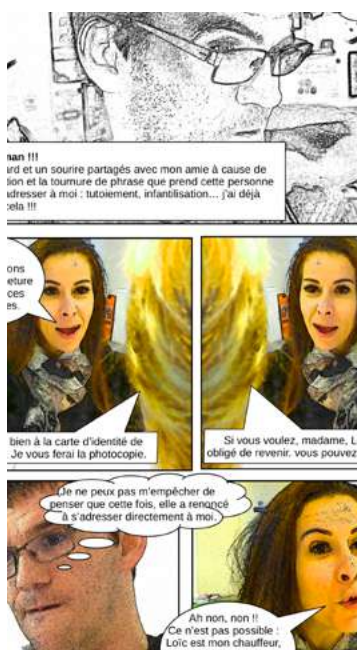 man !!!
ard et un sourire partagés avec mon amie à cause de
tion et la tournure de phrase que prend cette personne
adresser à moi : tutoiement, infantilisation… j'ai déjà
cela !!!
ons
eture
ces
es.
bien à la carte d'identité de
Je vous ferai la photocopie.
Si vous voulez, madame, L
obligé de revenir. vous pouvez
Je ne peux pas m'empêcher de
penser que cette fois, elle a renoncé
à s'adresser directement à moi.
Ah non, non !!
Ce n'est pas possible :
Loïc est mon chauffeur,